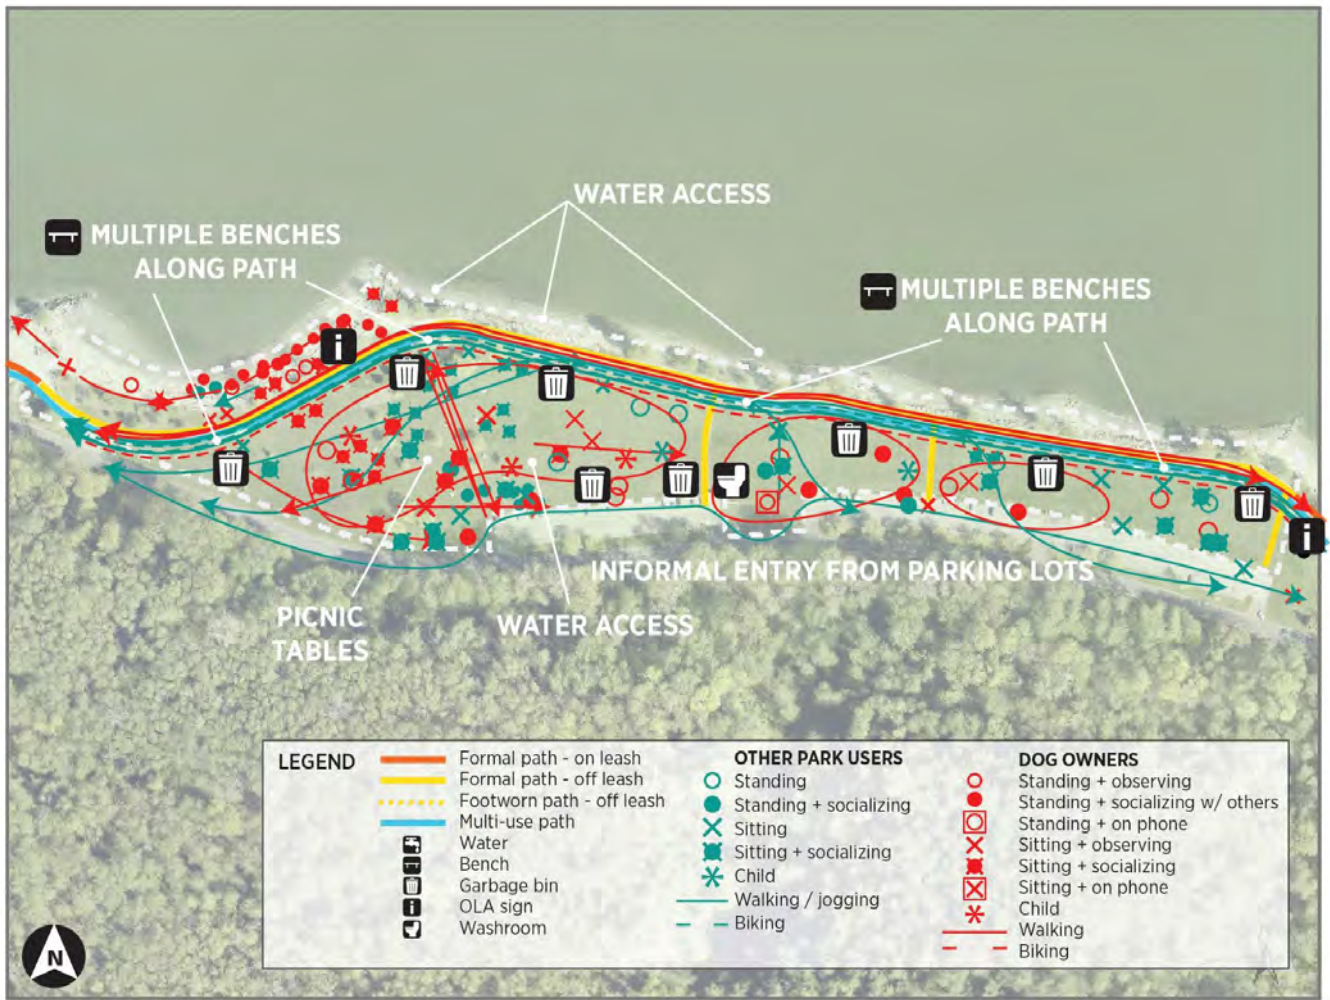 WATER ACCESS
MULTIPLE BENCHES
ALONG PATH
MULTIPLE BENCHES
ALONG PATH
INFORMAL ENTRY FROM PARKING LOTS
PICNIC
TABLES
WATER ACCESS
LEGEND
Formal path - on leash
Formal path - off leash
Footworn path - off leash
Multi-use path
Water
Bench
Garbage bin
OLA sign
Washroom
OTHER PARK USERS
Standing
Standing + socializing
Sitting
Sitting + socializing
Child
Walking / jogging
Biking
DOG OWNERS
Standing + observing
Standing + socializing w/ others
Standing + on phone
Sitting + observing
Sitting + socializing
Sitting + on phone
Child
Walking
Biking
N